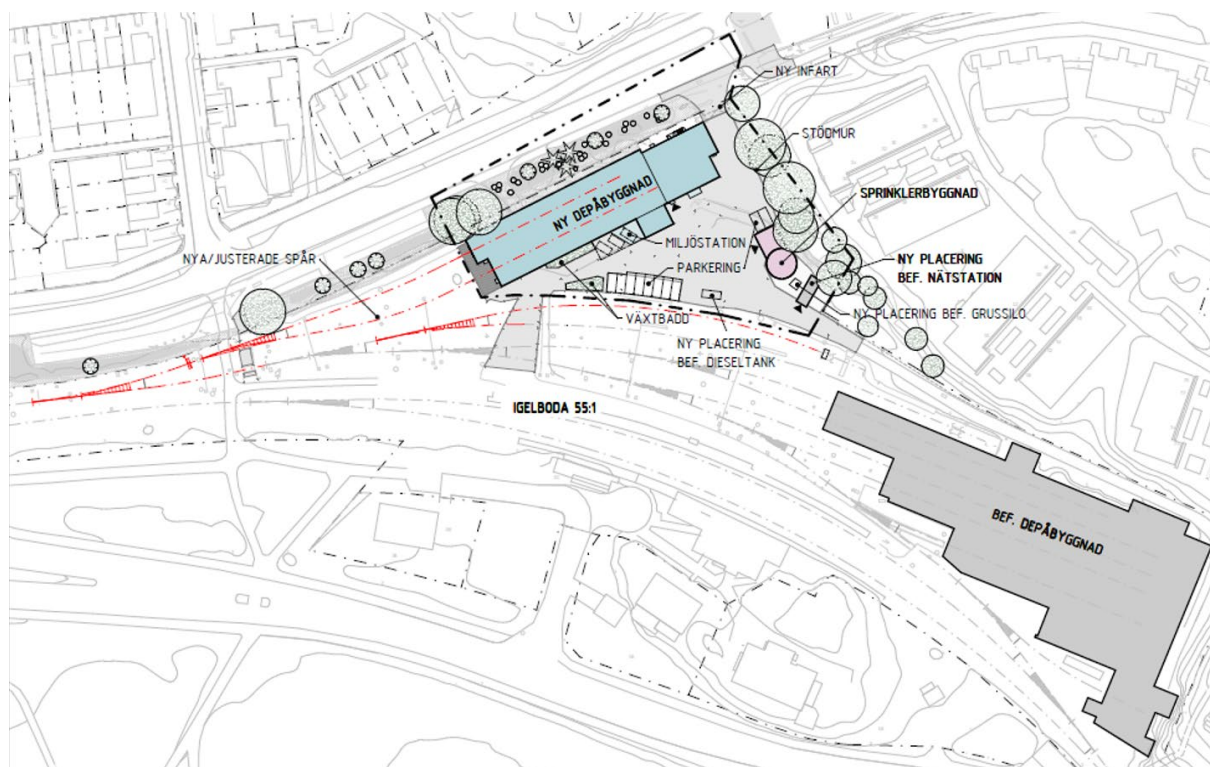 NY INFART
STÖDMUR
SPRINKLERBYGGNAD
NY DEPÅBYGGNAD
MILJÖSTATION
NYA/JUSTERADE SPÅR
PARKERING
NY PLACERING
BEF. NÄTSTATION
VÄXTBÄDD
NY PLACERING BEF. GRUSSILO
NY PLACERING
BEF. DIESELTANK
IGELBODA 55:1
BEF. DEPÅBYGGNAD